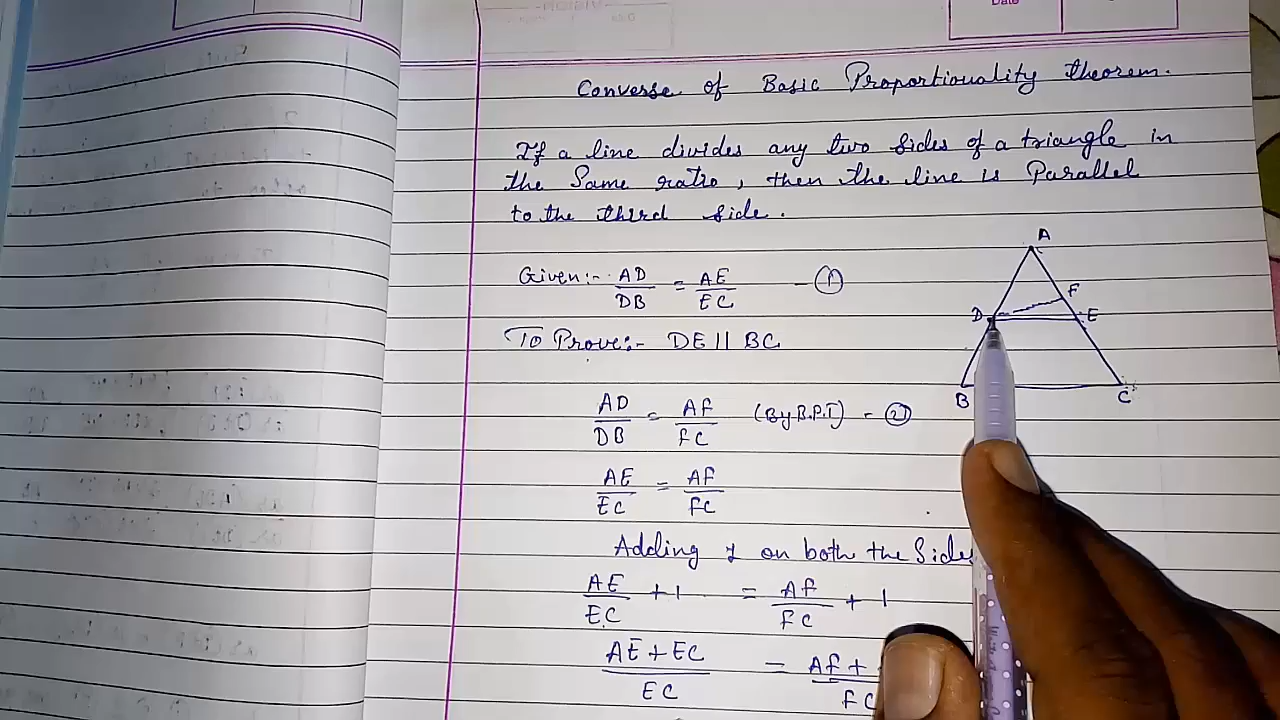 Date
Converse of Basic Proportionality theorem.
If a line divides any two sides of a triangle in
the Same ratio, then the line is Parallel
to the third side.
Given:- AD/DB = AE/EC - ①
To Prove:- DE || BC
AD/DB = AF/FC (By B.P.T) - ②
AE/EC = AF/FC
Adding 1 on both the Sides
AE/EC + 1 = AF/FC + 1
AE + EC/EC = AF +/FC
A
F
D
E
B
C